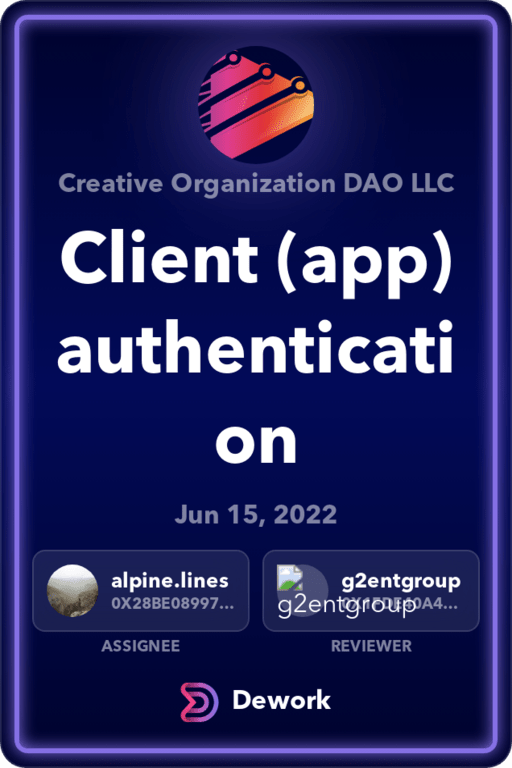 Creative Organization DAO LLC
Client (app)
authenticati
on
Jun 15, 2022
alpine.lines
0X28BE08997...
ASSIGNEE
g2entgroup
g2entgroup
REVIEWER
Dework